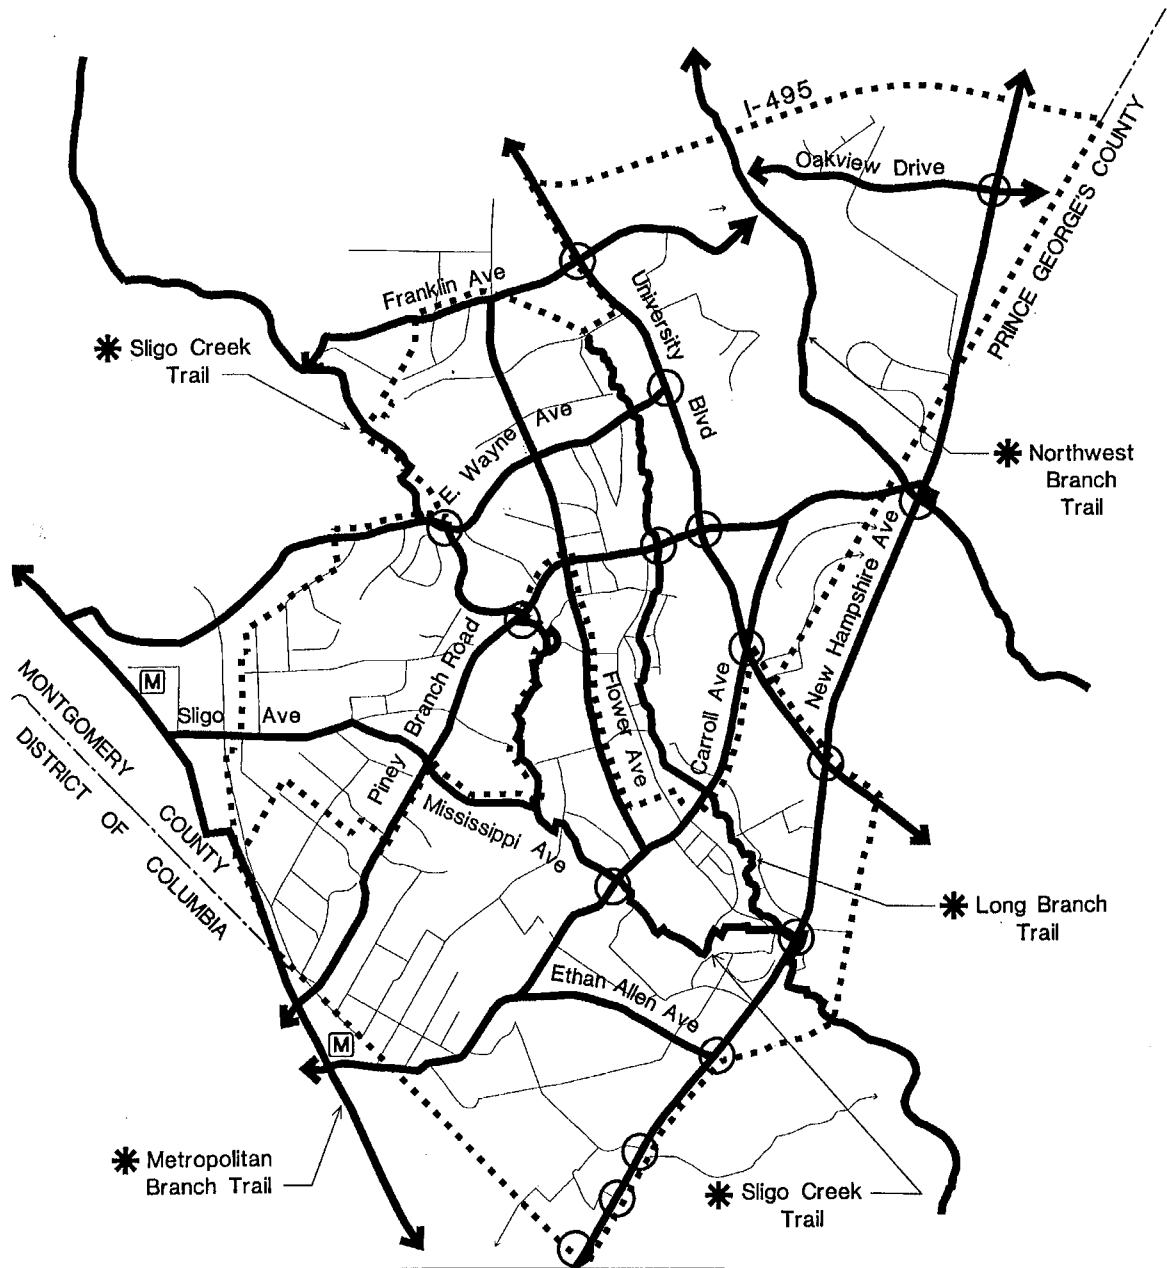 I-495
Oakview Drive
PRINCE GEORGE'S COUNTY
Franklin Ave
University
Blvd
✱ Sligo Creek
Trail
E. Wayne Ave
✱ Northwest
Branch
Trail
New Hampshire Ave
Piney Branch Road
Flower Ave
Carroll Ave
M
Sligo Ave
MONTGOMERY
COUNTY
DISTRICT OF
COLUMBIA
Mississippi Ave
✱ Long Branch
Trail
Ethan Allen Ave
M
✱ Metropolitan
Branch Trail
✱ Sligo Creek
Trail